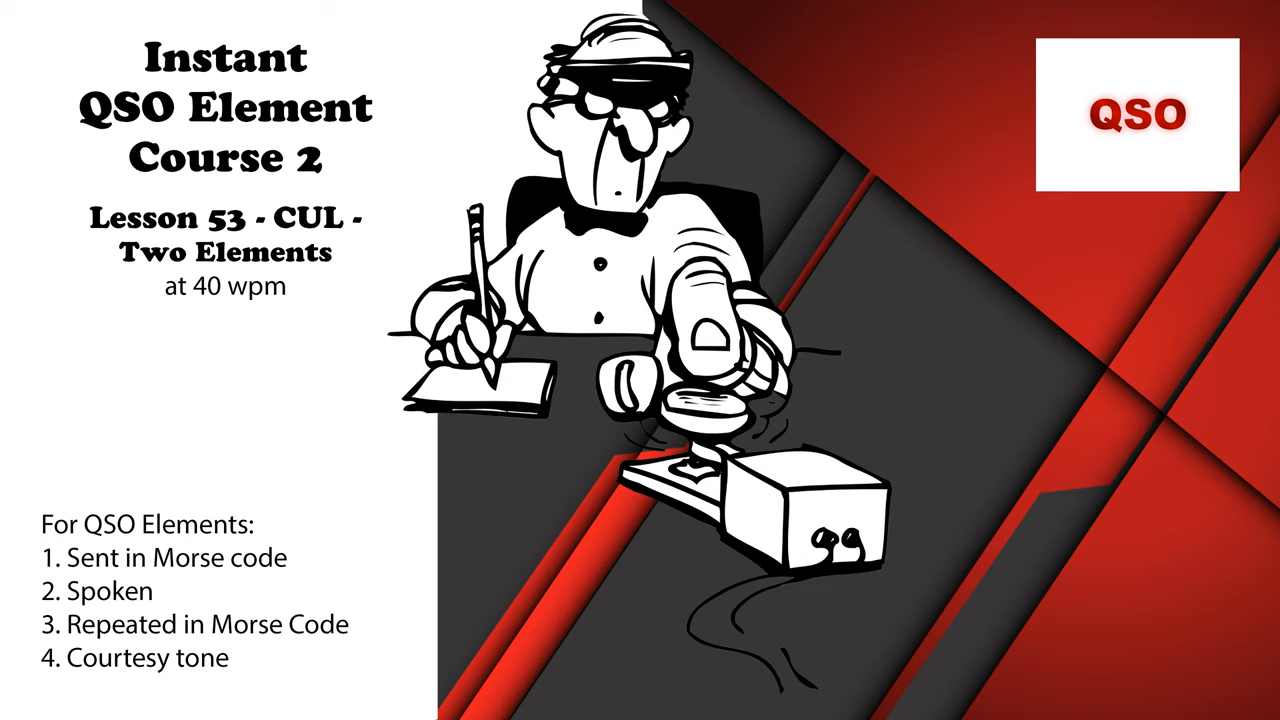 Instant
QSO Element
Course 2
Lesson 53 - CUL -
Two Elements
at 40 wpm
QSO
For QSO Elements:
1. Sent in Morse code
2. Spoken
3. Repeated in Morse Code
4. Courtesy tone